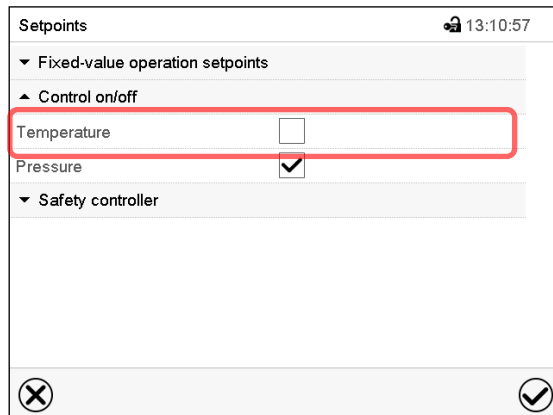 Setpoints 13:10:57
Fixed-value operation setpoints
Control on/off
Temperature
Pressure
Safety controller